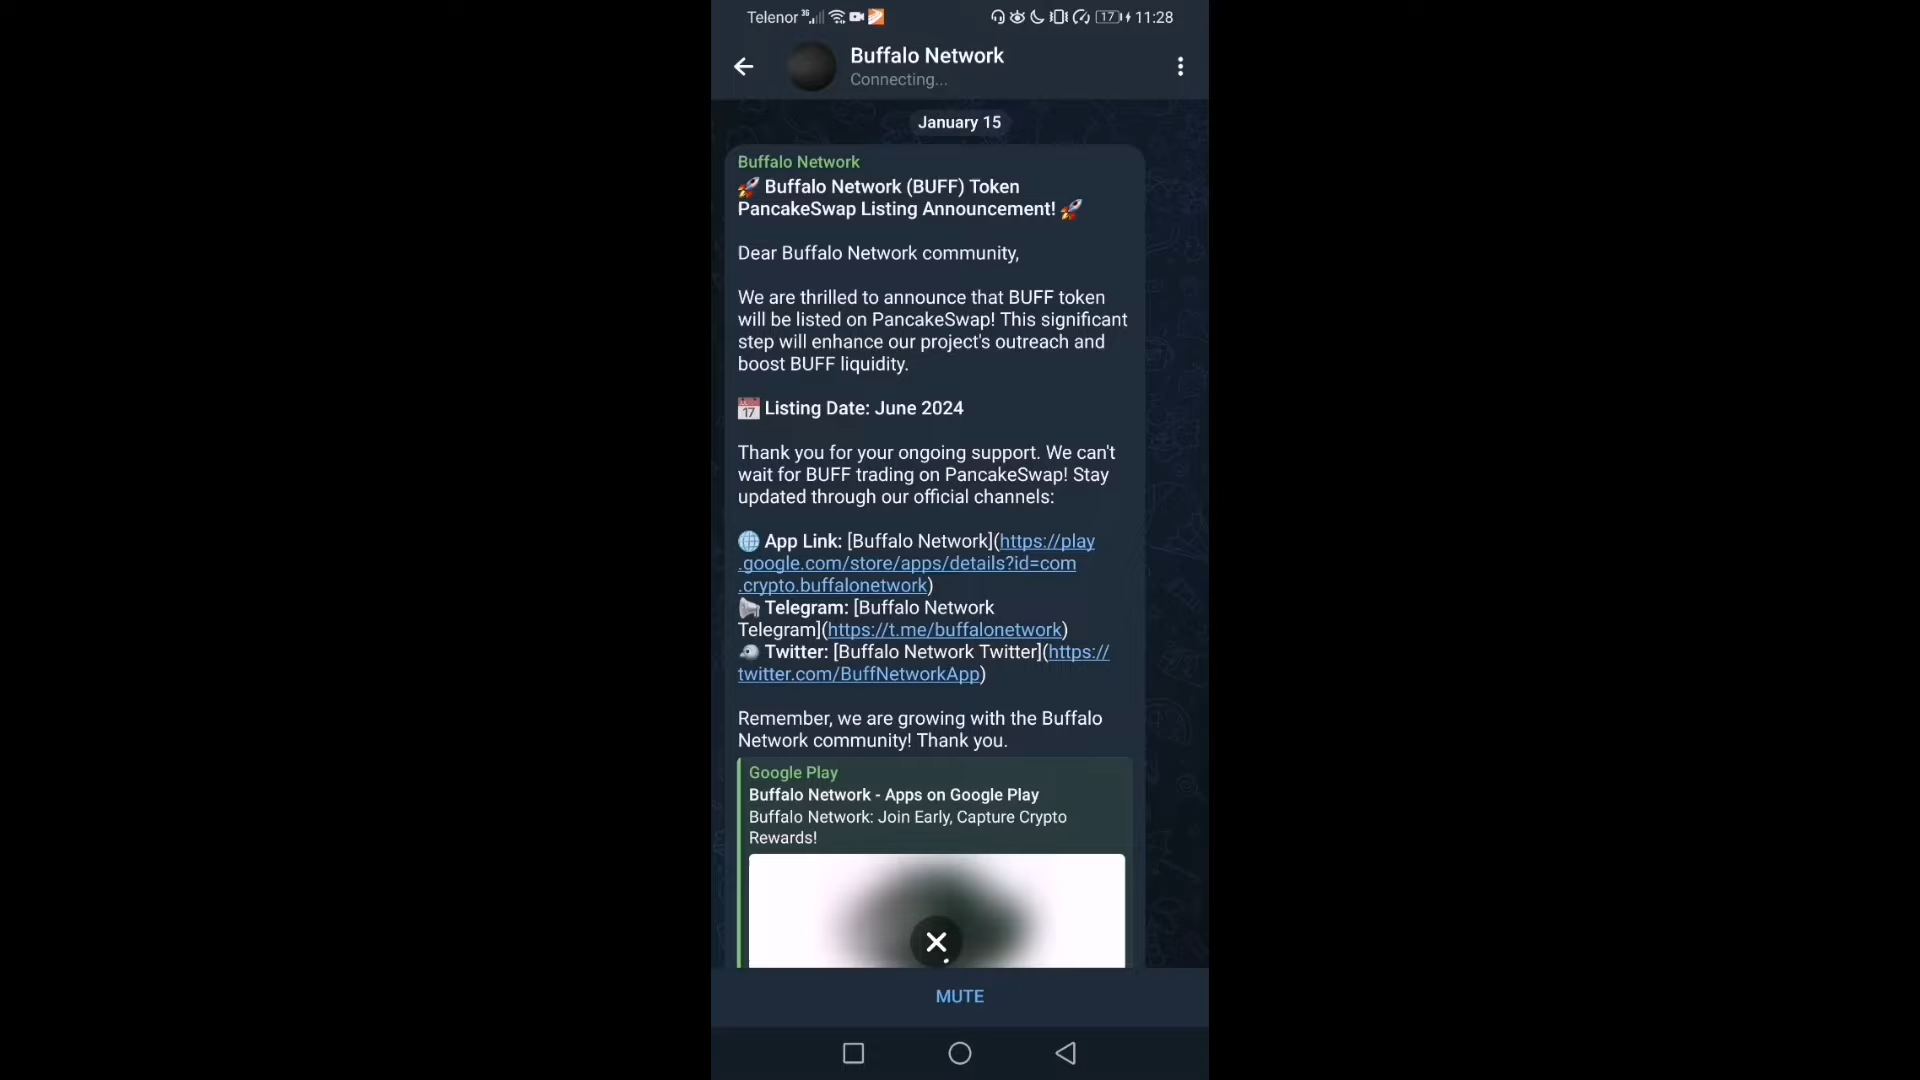 Telenor 3G 17 11:28
Buffalo Network
Connecting...
January 15
Buffalo Network
🚀 Buffalo Network (BUFF) Token
PancakeSwap Listing Announcement! 🚀
Dear Buffalo Network community,
We are thrilled to announce that BUFF token
will be listed on PancakeSwap! This significant
step will enhance our project's outreach and
boost BUFF liquidity.
📅 Listing Date: June 2024
Thank you for your ongoing support. We can't
wait for BUFF trading on PancakeSwap! Stay
updated through our official channels:
🌐 App Link: [Buffalo Network](https://play
.google.com/store/apps/details?id=com
.crypto.buffalonetwork)
📢 Telegram: [Buffalo Network
Telegram](https://t.me/buffalonetwork)
🐦 Twitter: [Buffalo Network Twitter](https://
twitter.com/BuffNetworkApp)
Remember, we are growing with the Buffalo
Network community! Thank you.
Google Play
Buffalo Network - Apps on Google Play
Buffalo Network: Join Early, Capture Crypto
Rewards!
MUTE